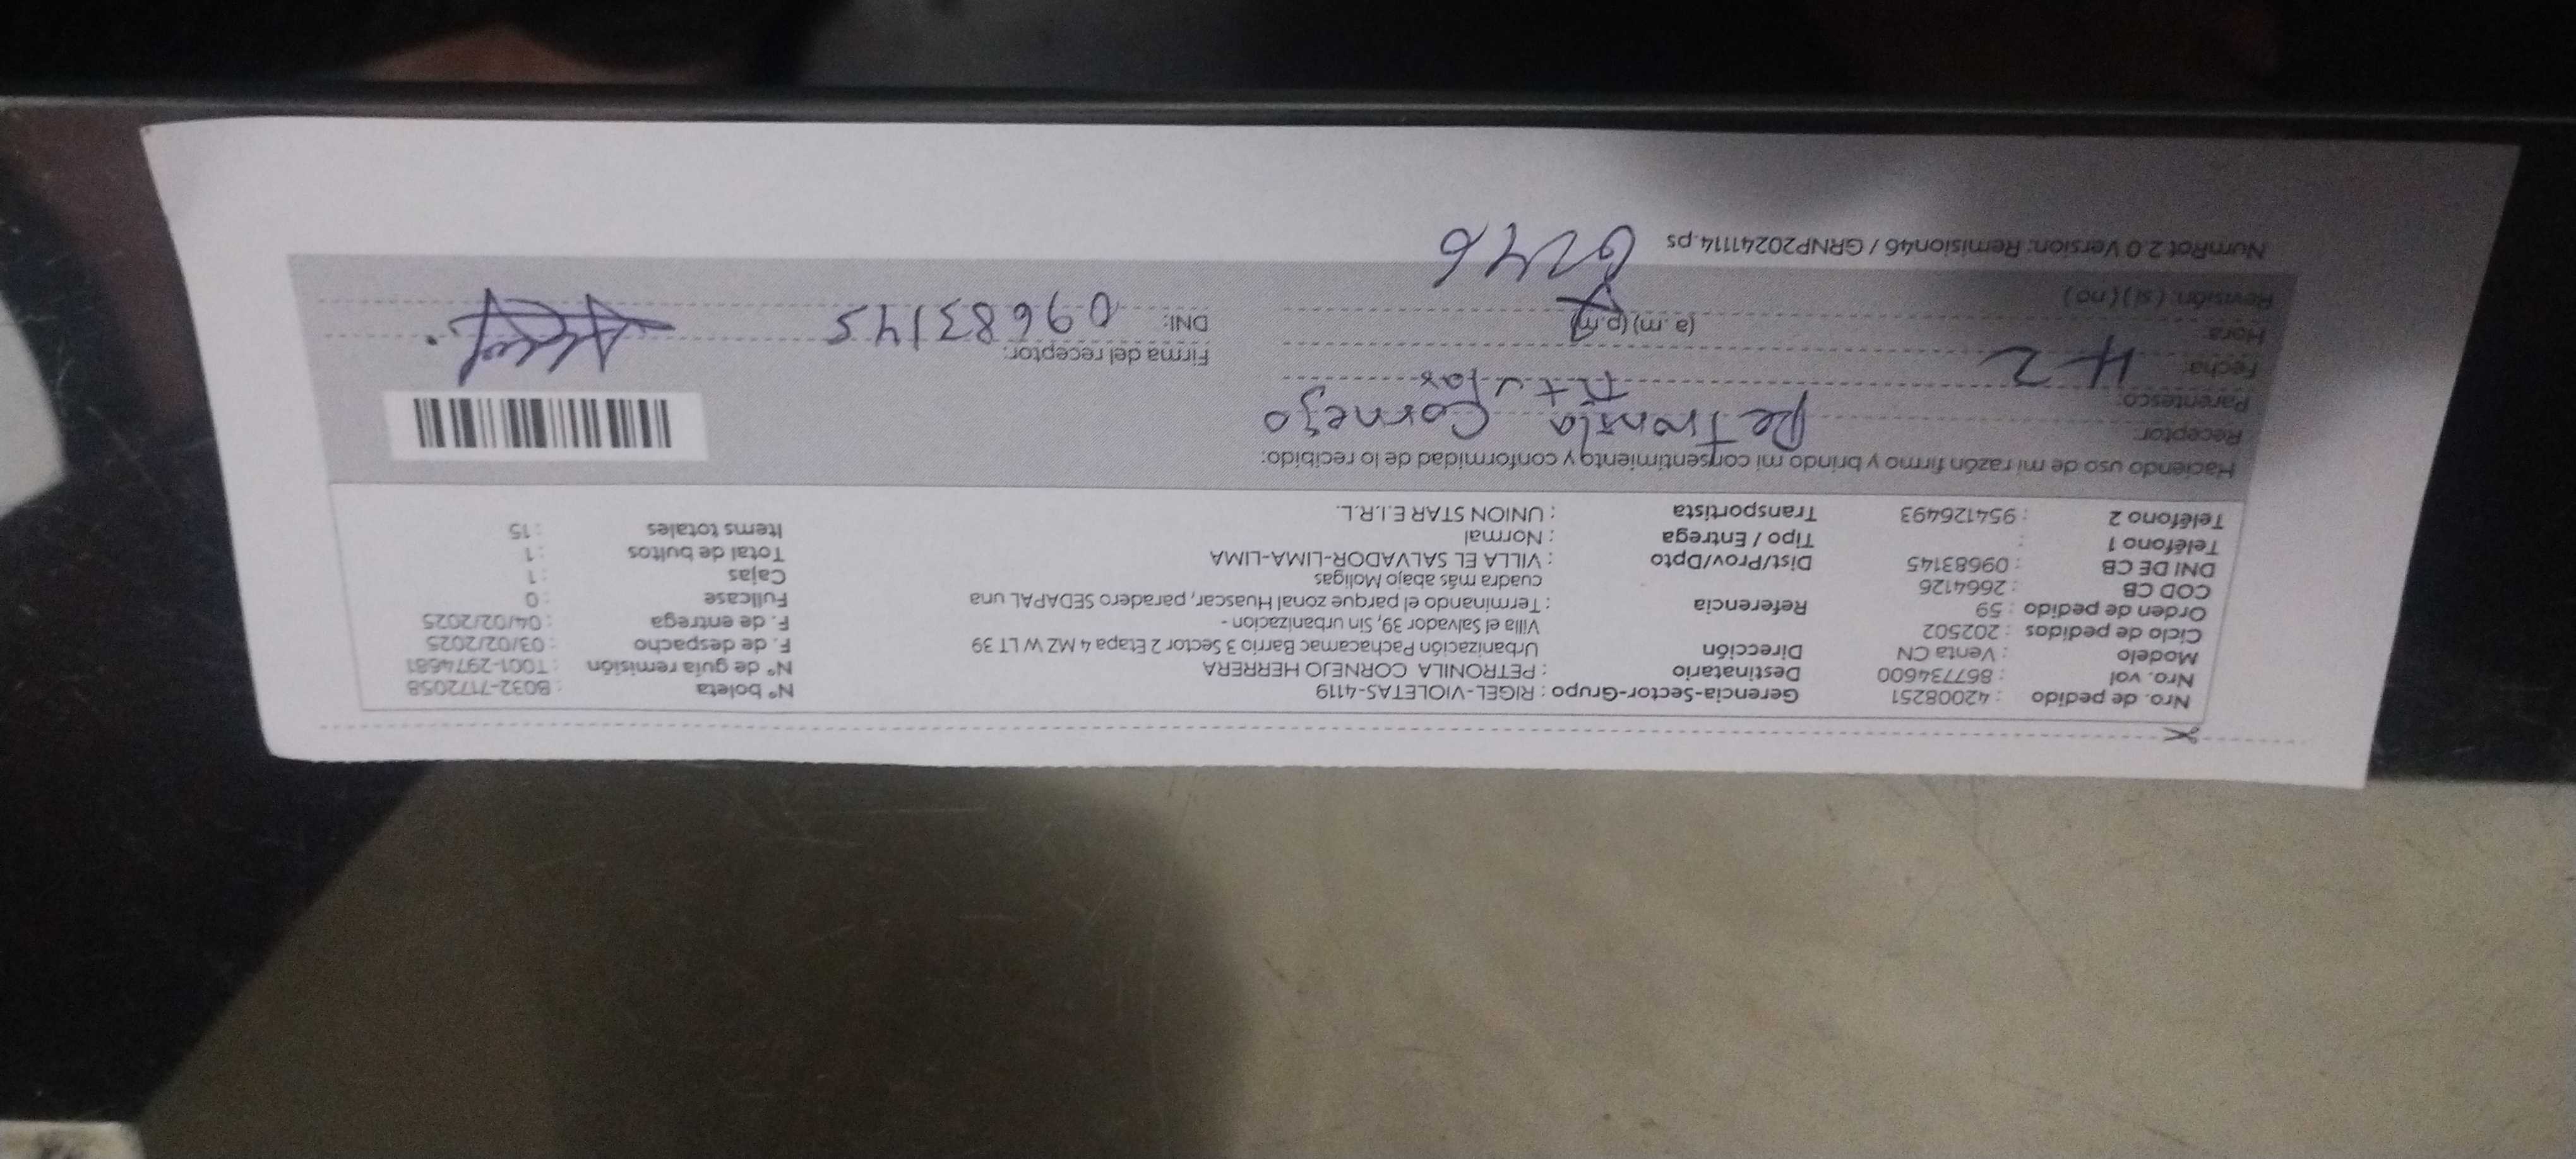 Nro. de pedido : 42008251 Gerencia-Sector-Grupo : RIGEL-VIOLETAS-4119 N° boleta : B032-7172058
Nro. vol : 867734600 Destinatario : PETRONILA CORNEJO HERRERA N° de guía remisión : T001-2974681
Modelo : Venta CN Dirección Urbanización Pachacamac Barrio 3 Sector 2 Etapa 4 MZ W LT 39 F. de despacho : 03/02/2025
Ciclo de pedidos : 202502 Villa el Salvador 39, Sin urbanizacion - F. de entrega : 04/02/2025
Orden de pedido : 59 Referencia : Terminando el parque zonal Huascar, paradero SEDAPAL una Fullcase : 0
COD CB : 2664126 cuadra más abajo Moligas Cajas : 1
DNI DE CB : 09683145 Dist/Prov/Dpto : VILLA EL SALVADOR-LIMA-LIMA Total de bultos : 1
Teléfono 1 : Tipo / Entrega : Normal Items totales : 15
Teléfono 2 : 954126493 Transportista : UNION STAR E.I.R.L.
Haciendo uso de mi razón firmo y brindo mi consentimiento y conformidad de lo recibido:
Receptor: Petronila Cornejo
Parentesco: titular
Fecha: 4 2 Firma del receptor:
Hora: (a.m) (p.m) DNI: 09683145
Revisión: (si) (no)
NumRot 2.0 Version: Remision46 / GRNP20241114.ps 6246